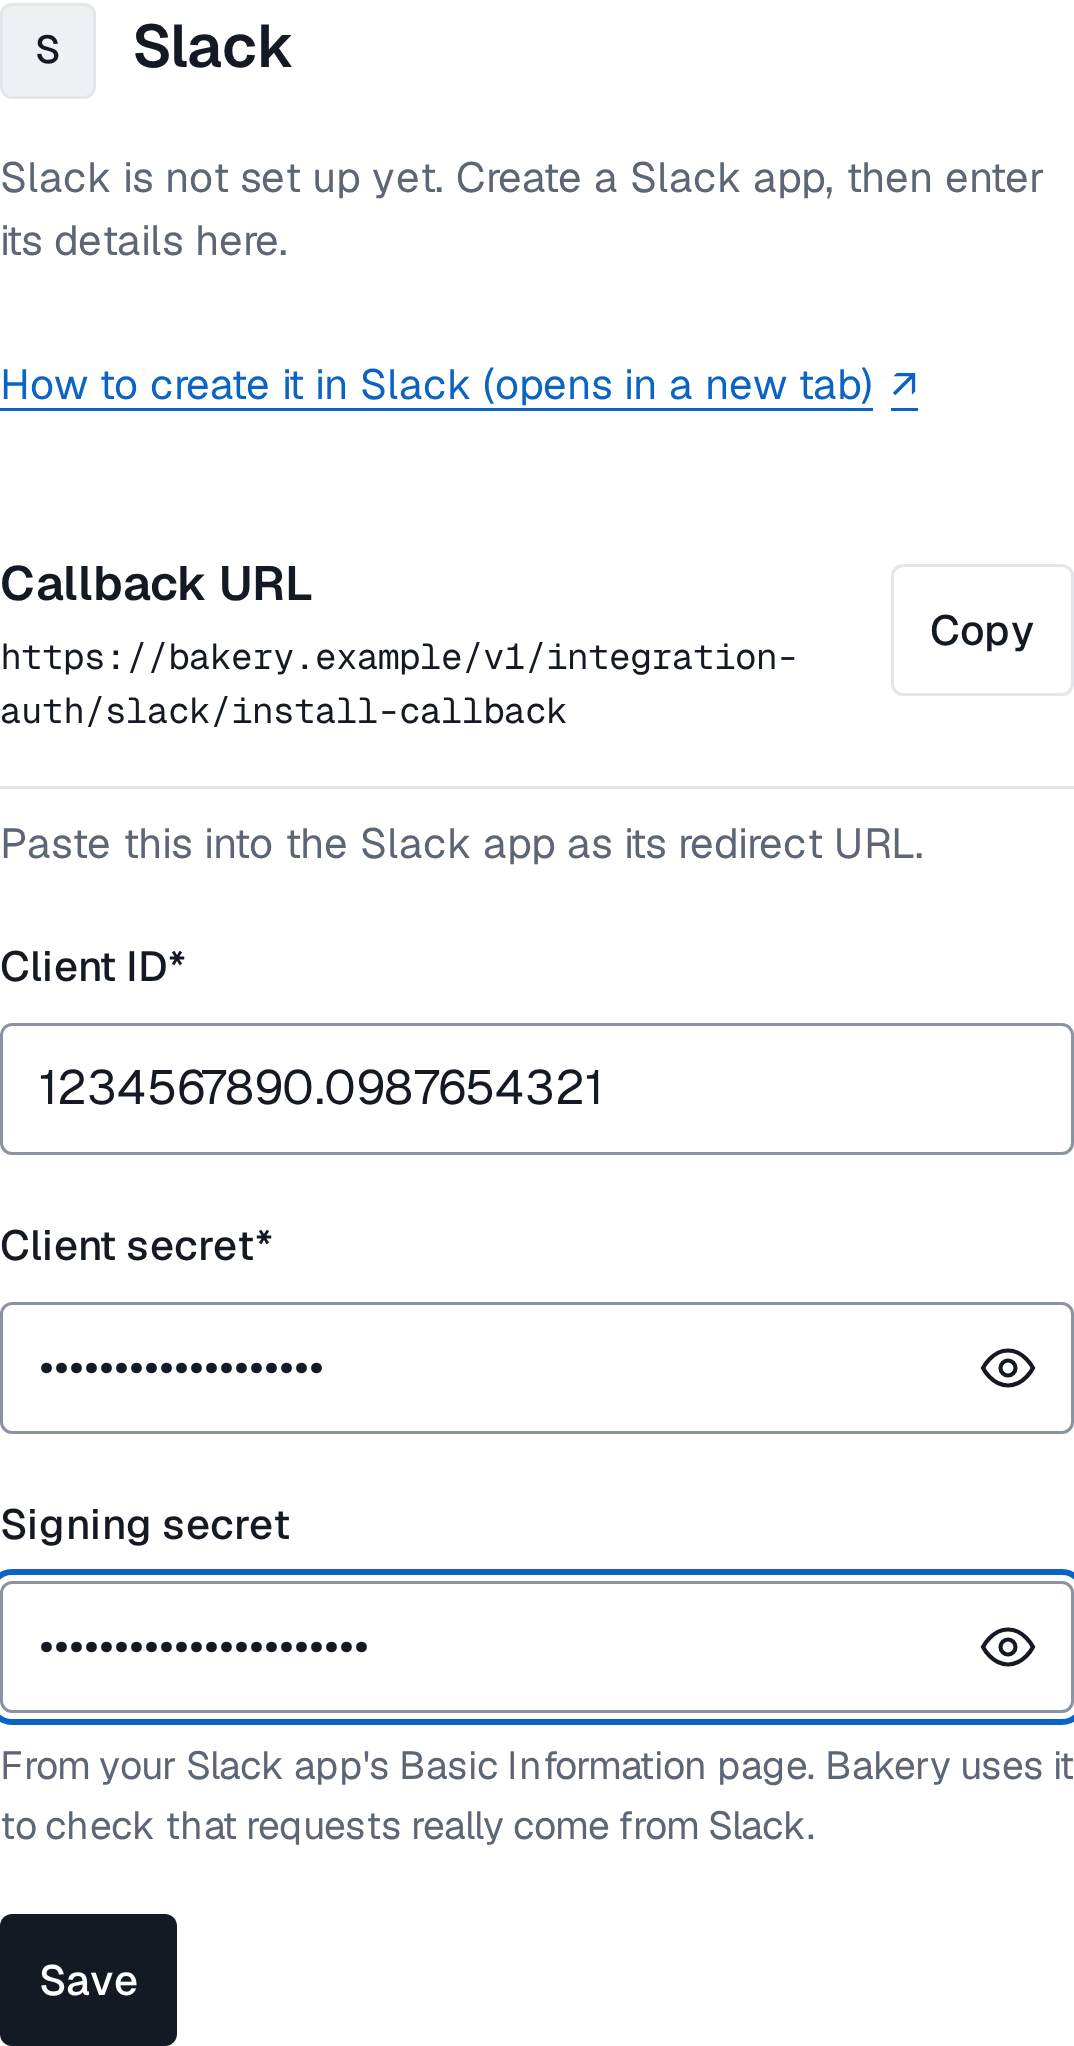 S
Slack
Slack is not set up yet. Create a Slack app, then enter
its details here.
How to create it in Slack (opens in a new tab)
Callback URL
Copy
https://bakery.example/v1/integration-
auth/slack/install-callback
Paste this into the Slack app as its redirect URL.
Client ID*
1234567890.0987654321
Client secret*
•••••••••••••••••••
Signing secret
••••••••••••••••••••••
From your Slack app's Basic Information page. Bakery uses it
to check that requests really come from Slack.
Save